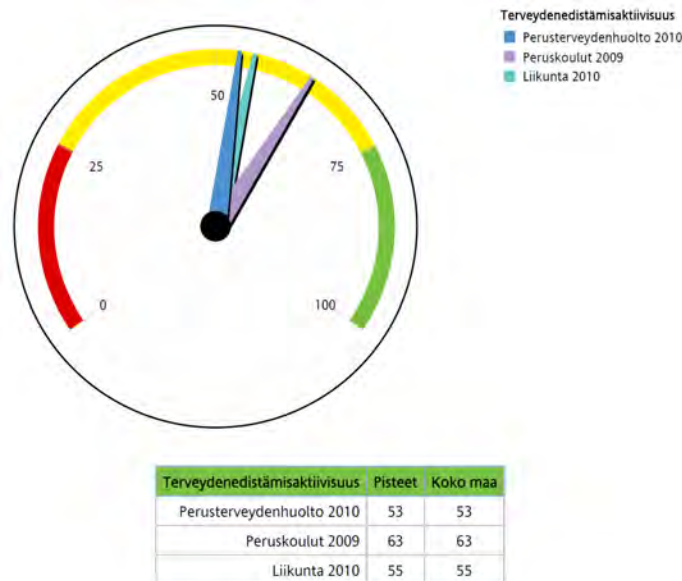 Terveydenedistämisaktiivisuus
Perusterveydenhuolto 2010
Peruskoulut 2009
Liikunta 2010
50
25
75
0
100
Terveydenedistämisaktiivisuus Pisteet Koko maa
Perusterveydenhuolto 2010 53 53
Peruskoulut 2009 63 63
Liikunta 2010 55 55